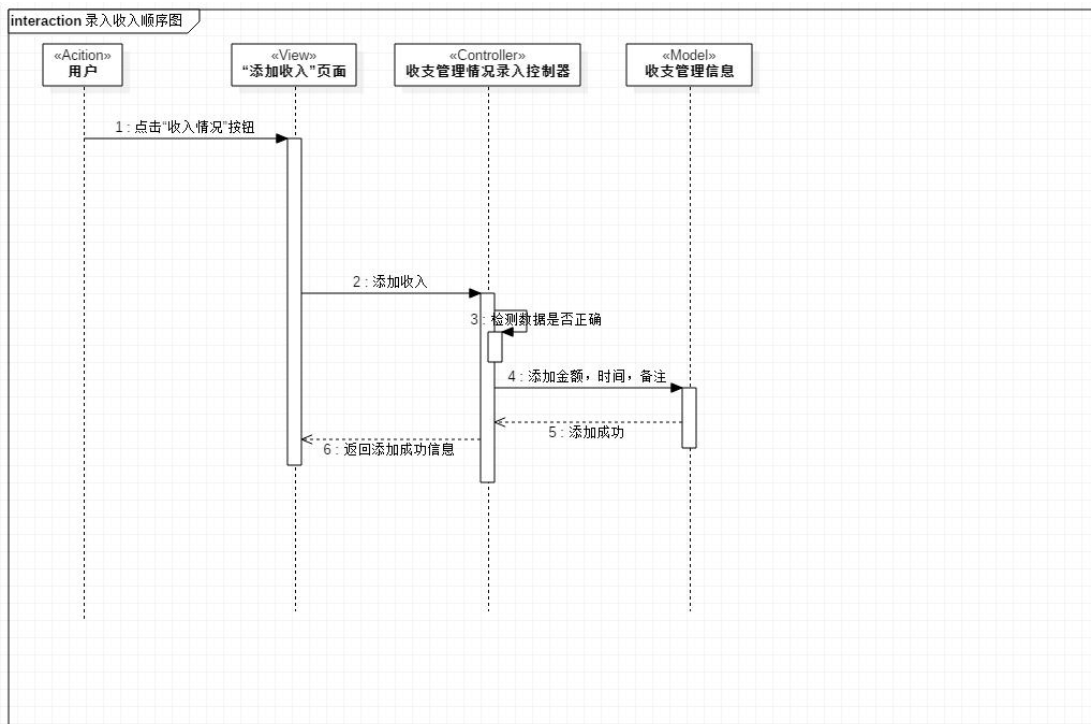 interaction 录入收入顺序图
«Acition»
用户
«View»
“添加收入”页面
«Controller»
收支管理情况录入控制器
«Model»
收支管理信息
1 : 点击“收入情况”按钮
2 : 添加收入
3 : 检测数据是否正确
4 : 添加金额，时间，备注
5 : 添加成功
6 : 返回添加成功信息